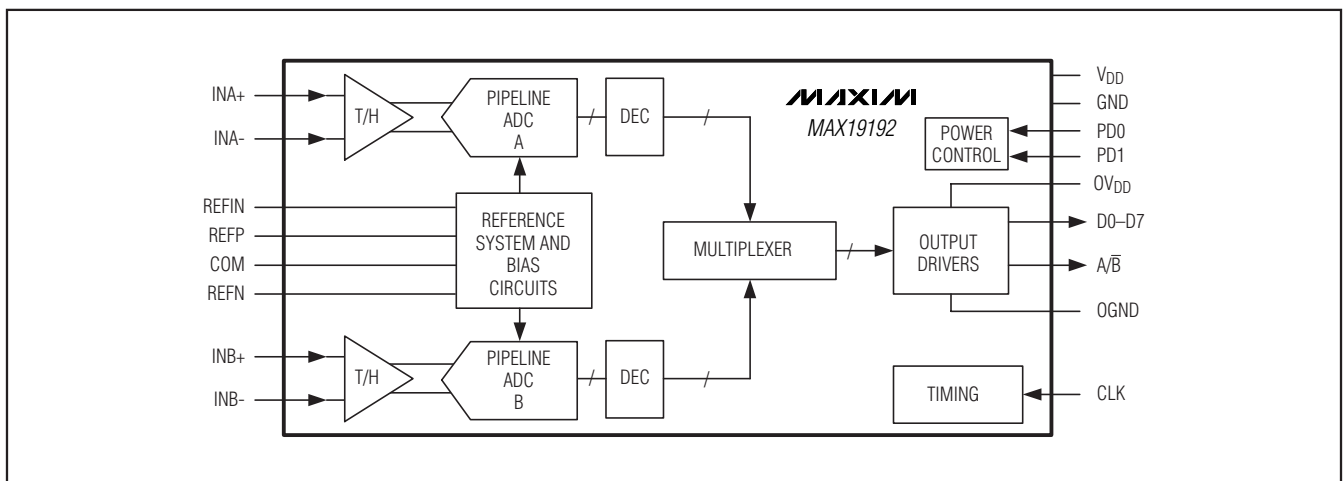 INA+
INA-
T/H
PIPELINE
ADC
A
DEC
MAXIM
MAX19192
POWER
CONTROL
VDD
GND
PD0
PD1
REFIN
REFP
COM
REFN
REFERENCE
SYSTEM AND
BIAS
CIRCUITS
MULTIPLEXER
OUTPUT
DRIVERS
OVDD
D0–D7
A/B̅
OGND
INB+
INB-
T/H
PIPELINE
ADC
B
DEC
TIMING
CLK